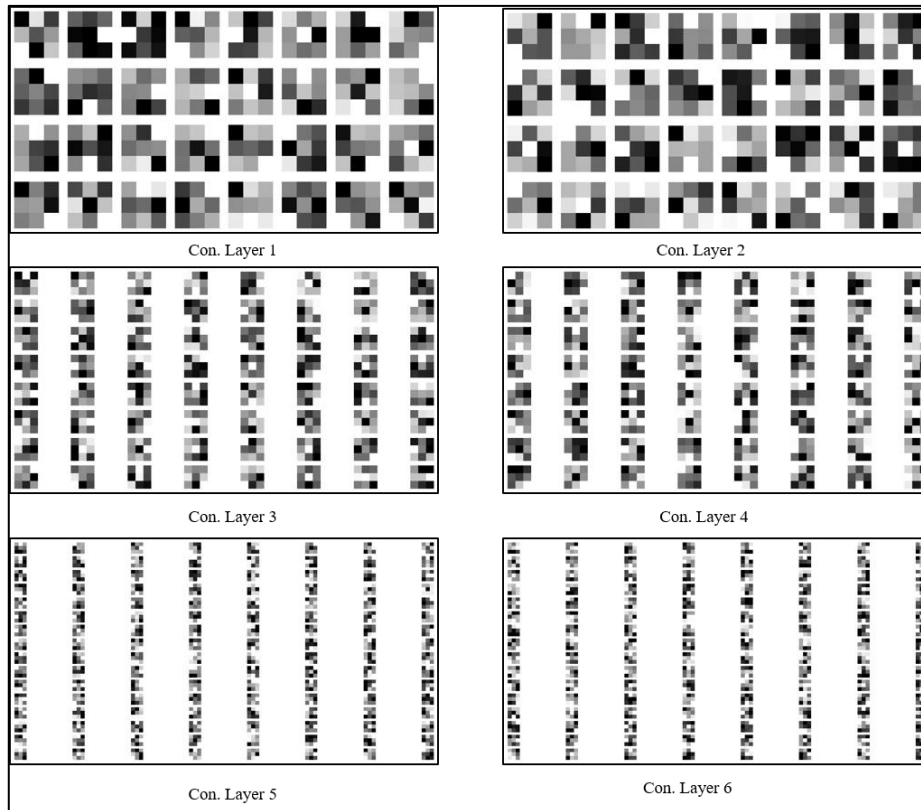 Con. Layer 1
Con. Layer 2
Con. Layer 3
Con. Layer 4
Con. Layer 5
Con. Layer 6